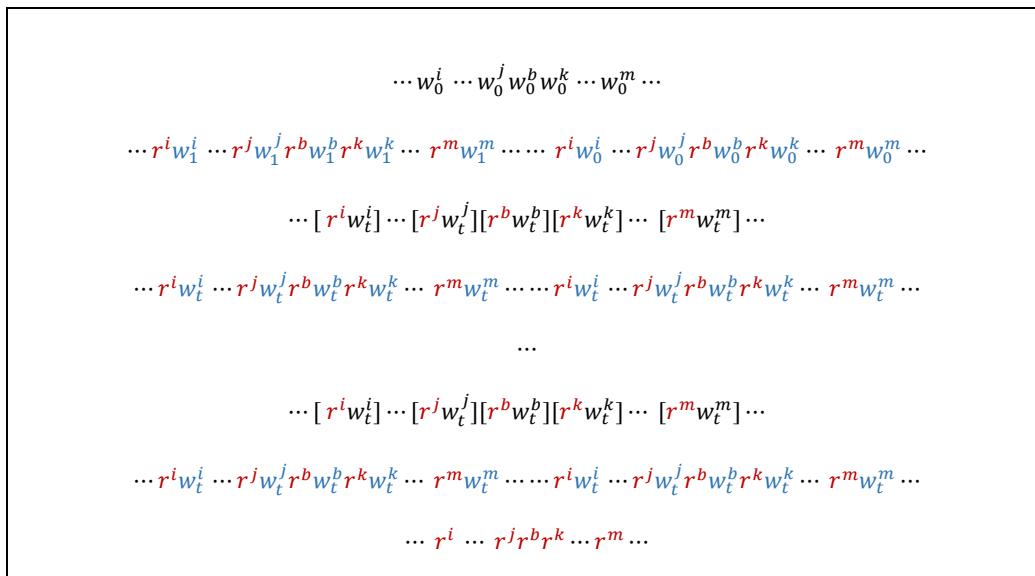 ⋯ w_0^i ⋯ w_0^j w_0^b w_0^k ⋯ w_0^m ⋯
⋯ r^i w_1^i ⋯ r^j w_1^j r^b w_1^b r^k w_1^k ⋯ r^m w_1^m ⋯ ⋯ r^i w_0^i ⋯ r^j w_0^j r^b w_0^b r^k w_0^k ⋯ r^m w_0^m ⋯
⋯ [ r^i w_t^i] ⋯ [r^j w_t^j][r^b w_t^b][r^k w_t^k] ⋯ [r^m w_t^m] ⋯
⋯ r^i w_t^i ⋯ r^j w_t^j r^b w_t^b r^k w_t^k ⋯ r^m w_t^m ⋯ ⋯ r^i w_t^i ⋯ r^j w_t^j r^b w_t^b r^k w_t^k ⋯ r^m w_t^m ⋯
⋯
⋯ [ r^i w_t^i] ⋯ [r^j w_t^j][r^b w_t^b][r^k w_t^k] ⋯ [r^m w_t^m] ⋯
⋯ r^i w_t^i ⋯ r^j w_t^j r^b w_t^b r^k w_t^k ⋯ r^m w_t^m ⋯ ⋯ r^i w_t^i ⋯ r^j w_t^j r^b w_t^b r^k w_t^k ⋯ r^m w_t^m ⋯
⋯ r^i ⋯ r^j r^b r^k ⋯ r^m ⋯